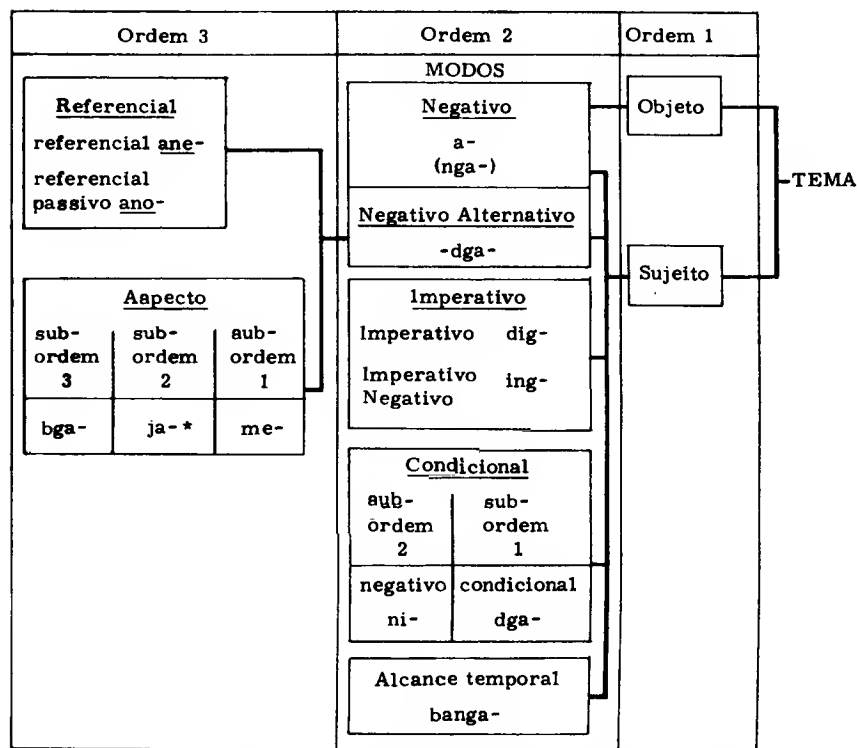 Ordem 3
Ordem 2
Ordem 1
MODOS
Referencial
referencial ane-
referencial
passivo ano-
Aapecto
sub-
ordem
3
sub-
ordem
2
aub-
ordem
1
bga-
ja-*
me-
Negativo
a-
(nga-)
Negativo Alternativo
-dga-
Imperativo
Imperativo dig-
Imperativo
Negativo ing-
Condicional
aub-
ordem
2
sub-
ordem
1
negativo
ni-
condicional
dga-
Alcance temporal
banga-
Objeto
Sujeito
-TEMA